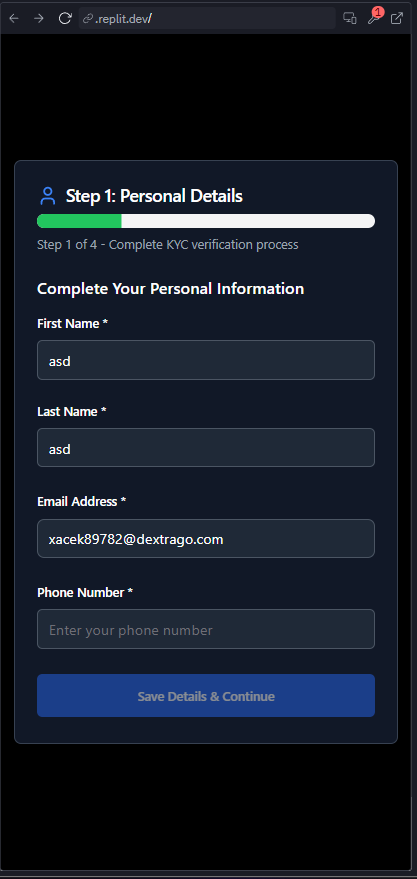 .replit.dev/
1
Step 1: Personal Details
Step 1 of 4 - Complete KYC verification process
Complete Your Personal Information
First Name *
asd
Last Name *
asd
Email Address *
xacek89782@dextrago.com
Phone Number *
Enter your phone number
Save Details & Continue